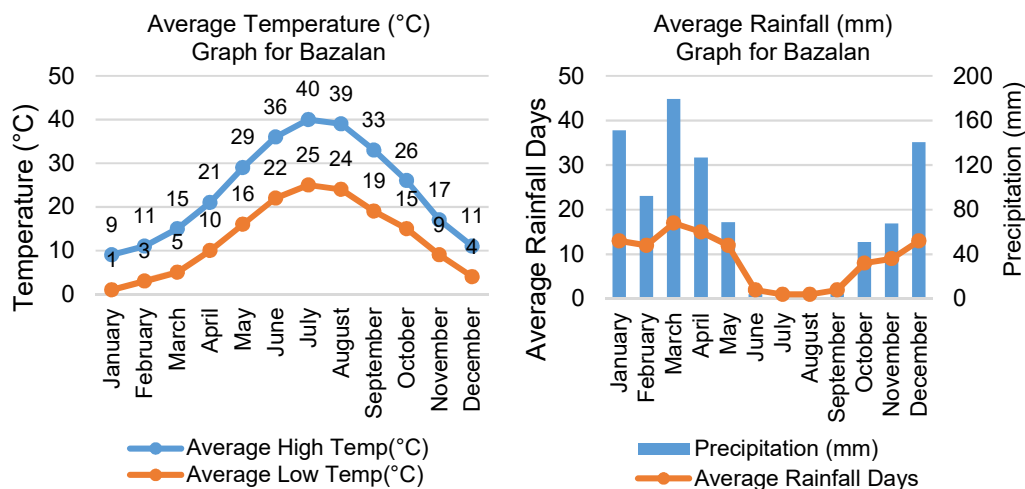 Average Temperature (°C)
Graph for Bazalan
Temperature (°C)
50
40
30
20
10
0
9
11
15
21
29
36
40
39
33
26
17
11
1
3
5
10
16
22
25
24
19
15
9
4
January
February
March
April
May
June
July
August
September
October
November
December
Average High Temp(°C)
Average Low Temp(°C)
Average Rainfall (mm)
Graph for Bazalan
Average Rainfall Days
50
40
30
20
10
0
Precipitation (mm)
200
160
120
80
40
0
January
February
March
April
May
June
July
August
September
October
November
December
Precipitation (mm)
Average Rainfall Days